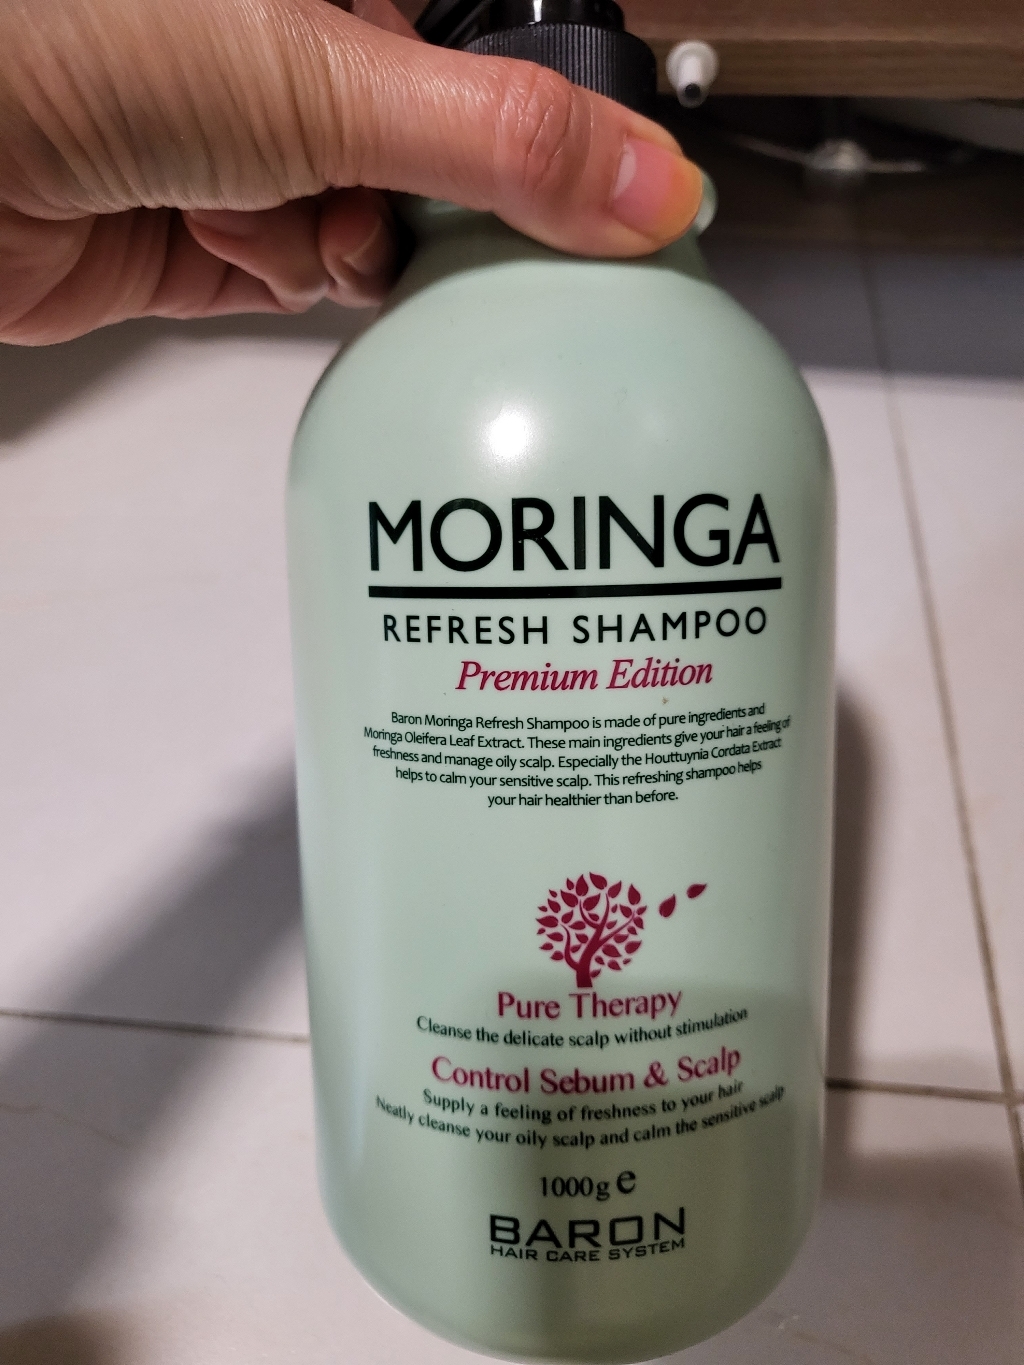 MORINGA
REFRESH SHAMPOO
Premium Edition
Baron Moringa Refresh Shampoo is made of pure ingredients and
Moringa Oleifera Leaf Extract. These main ingredients give your hair a feeling of
freshness and manage oily scalp. Especially the Houttuynia Cordata Extract
helps to calm your sensitive scalp. This refreshing shampoo helps
your hair healthier than before.
Pure Therapy
Cleanse the delicate scalp without stimulation
Control Sebum & Scalp
Supply a feeling of freshness to your hair
Neatly cleanse your oily scalp and calm the sensitive scalp
1000g e
BARON
HAIR CARE SYSTEM